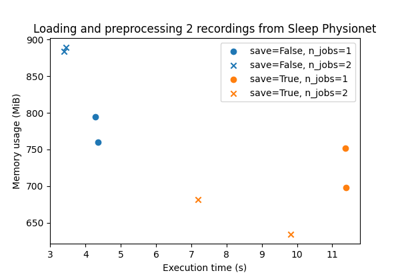 Loading and preprocessing 2 recordings from Sleep Physionet
900
850
800
750
700
650
Memory usage (MiB)
save=False, n_jobs=1
save=False, n_jobs=2
save=True, n_jobs=1
save=True, n_jobs=2
3 4 5 6 7 8 9 10 11
Execution time (s)